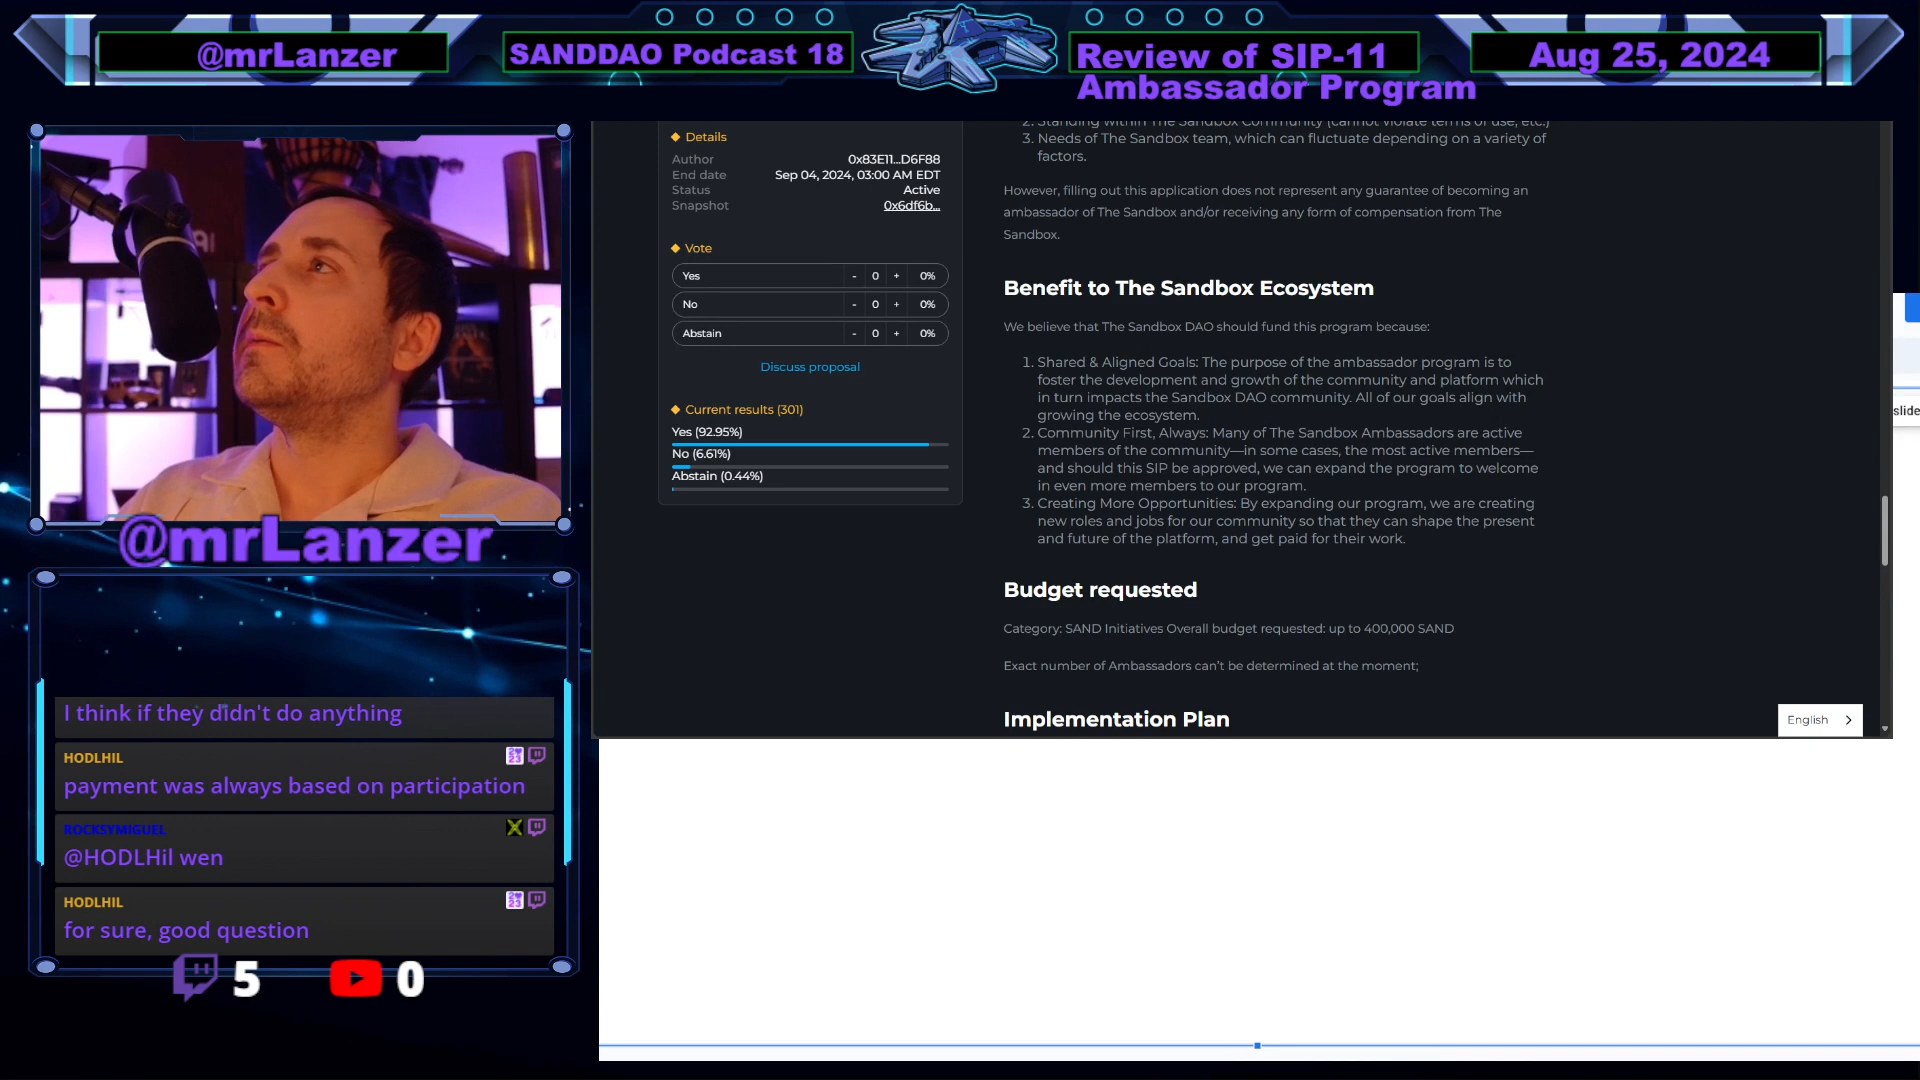 @mrLanzer
SANDDAO Podcast 18
Review of SIP-11
Ambassador Program
Aug 25, 2024
@mrLanzer
I think if they didn't do anything
HODLHIL
payment was always based on participation
ROCKSYMIGUEL
@HODLHil wen
HODLHIL
for sure, good question
5
0
Details
Author 0x83E11...D6F88
End date Sep 04, 2024, 03:00 AM EDT
Status Active
Snapshot 0x6df6b...
Vote
Yes - 0 + 0%
No - 0 + 0%
Abstain - 0 + 0%
Discuss proposal
Current results (301)
Yes (92.95%)
No (6.61%)
Abstain (0.44%)
2. Standing within The Sandbox Community (cannot violate terms of use, etc.)
3. Needs of The Sandbox team, which can fluctuate depending on a variety of
factors.
However, filling out this application does not represent any guarantee of becoming an
ambassador of The Sandbox and/or receiving any form of compensation from The
Sandbox.
Benefit to The Sandbox Ecosystem
We believe that The Sandbox DAO should fund this program because:
1. Shared & Aligned Goals: The purpose of the ambassador program is to
foster the development and growth of the community and platform which
in turn impacts the Sandbox DAO community. All of our goals align with
growing the ecosystem.
2. Community First, Always: Many of The Sandbox Ambassadors are active
members of the community—in some cases, the most active members—
and should this SIP be approved, we can expand the program to welcome
in even more members to our program.
3. Creating More Opportunities: By expanding our program, we are creating
new roles and jobs for our community so that they can shape the present
and future of the platform, and get paid for their work.
Budget requested
Category: SAND Initiatives Overall budget requested: up to 400,000 SAND
Exact number of Ambassadors can't be determined at the moment;
Implementation Plan
English
slide